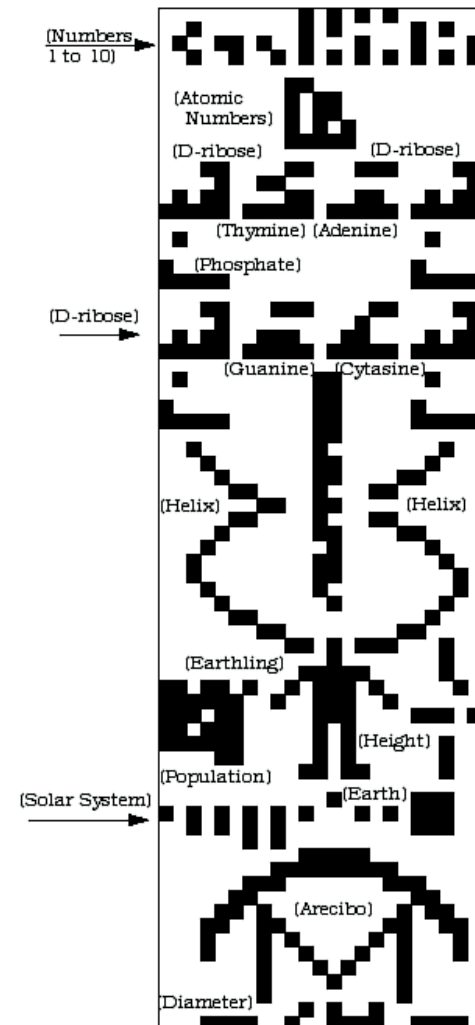 (Numbers
1 to 10)
(Atomic
Numbers)
(D-ribose) (D-ribose)
(Thymine) (Adenine)
(Phosphate)
(D-ribose)
(Guanine) (Cytasine)
(Helix) (Helix)
(Earthling)
(Height)
(Population)
(Earth)
(Solar System)
(Arecibo)
(Diameter)